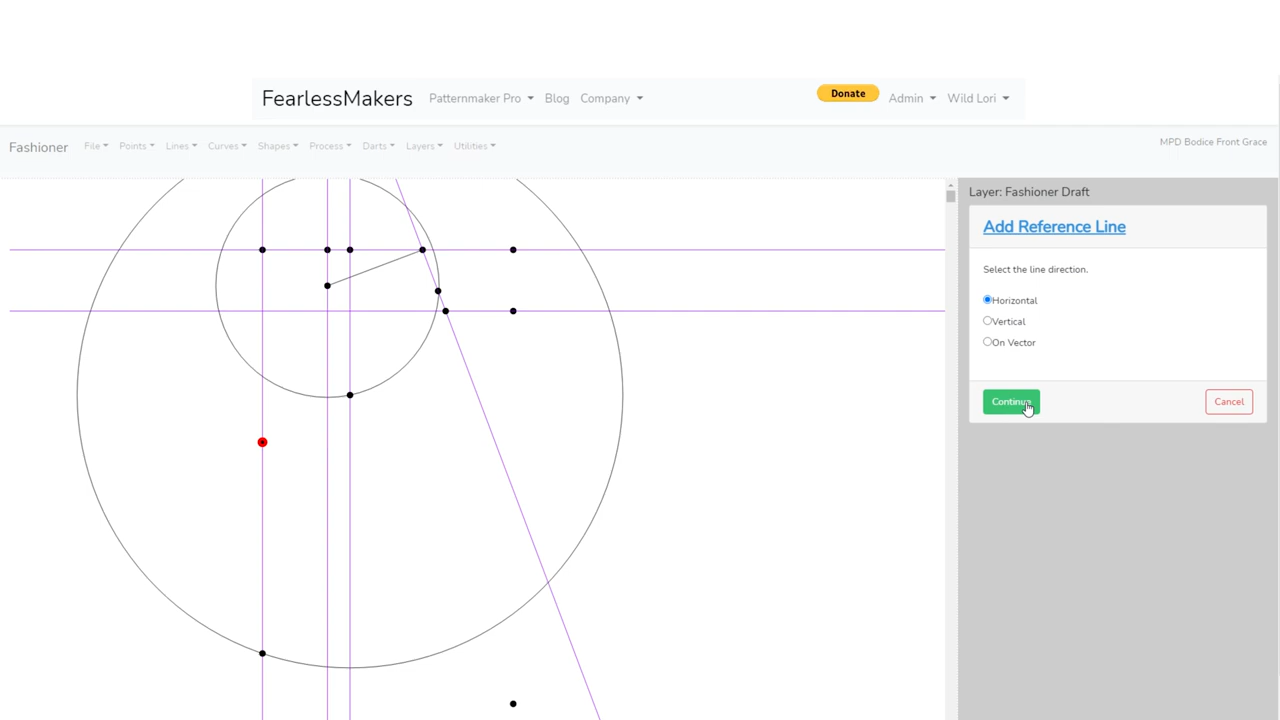 FearlessMakers Patternmaker Pro Blog Company Donate Admin Wild Lori
Fashioner File Points Lines Curves Shapes Process Darts Layers Utilities MPD Bodice Front Grace
Layer: Fashioner Draft
Add Reference Line
Select the line direction.
Horizontal
Vertical
On Vector
Continue Cancel